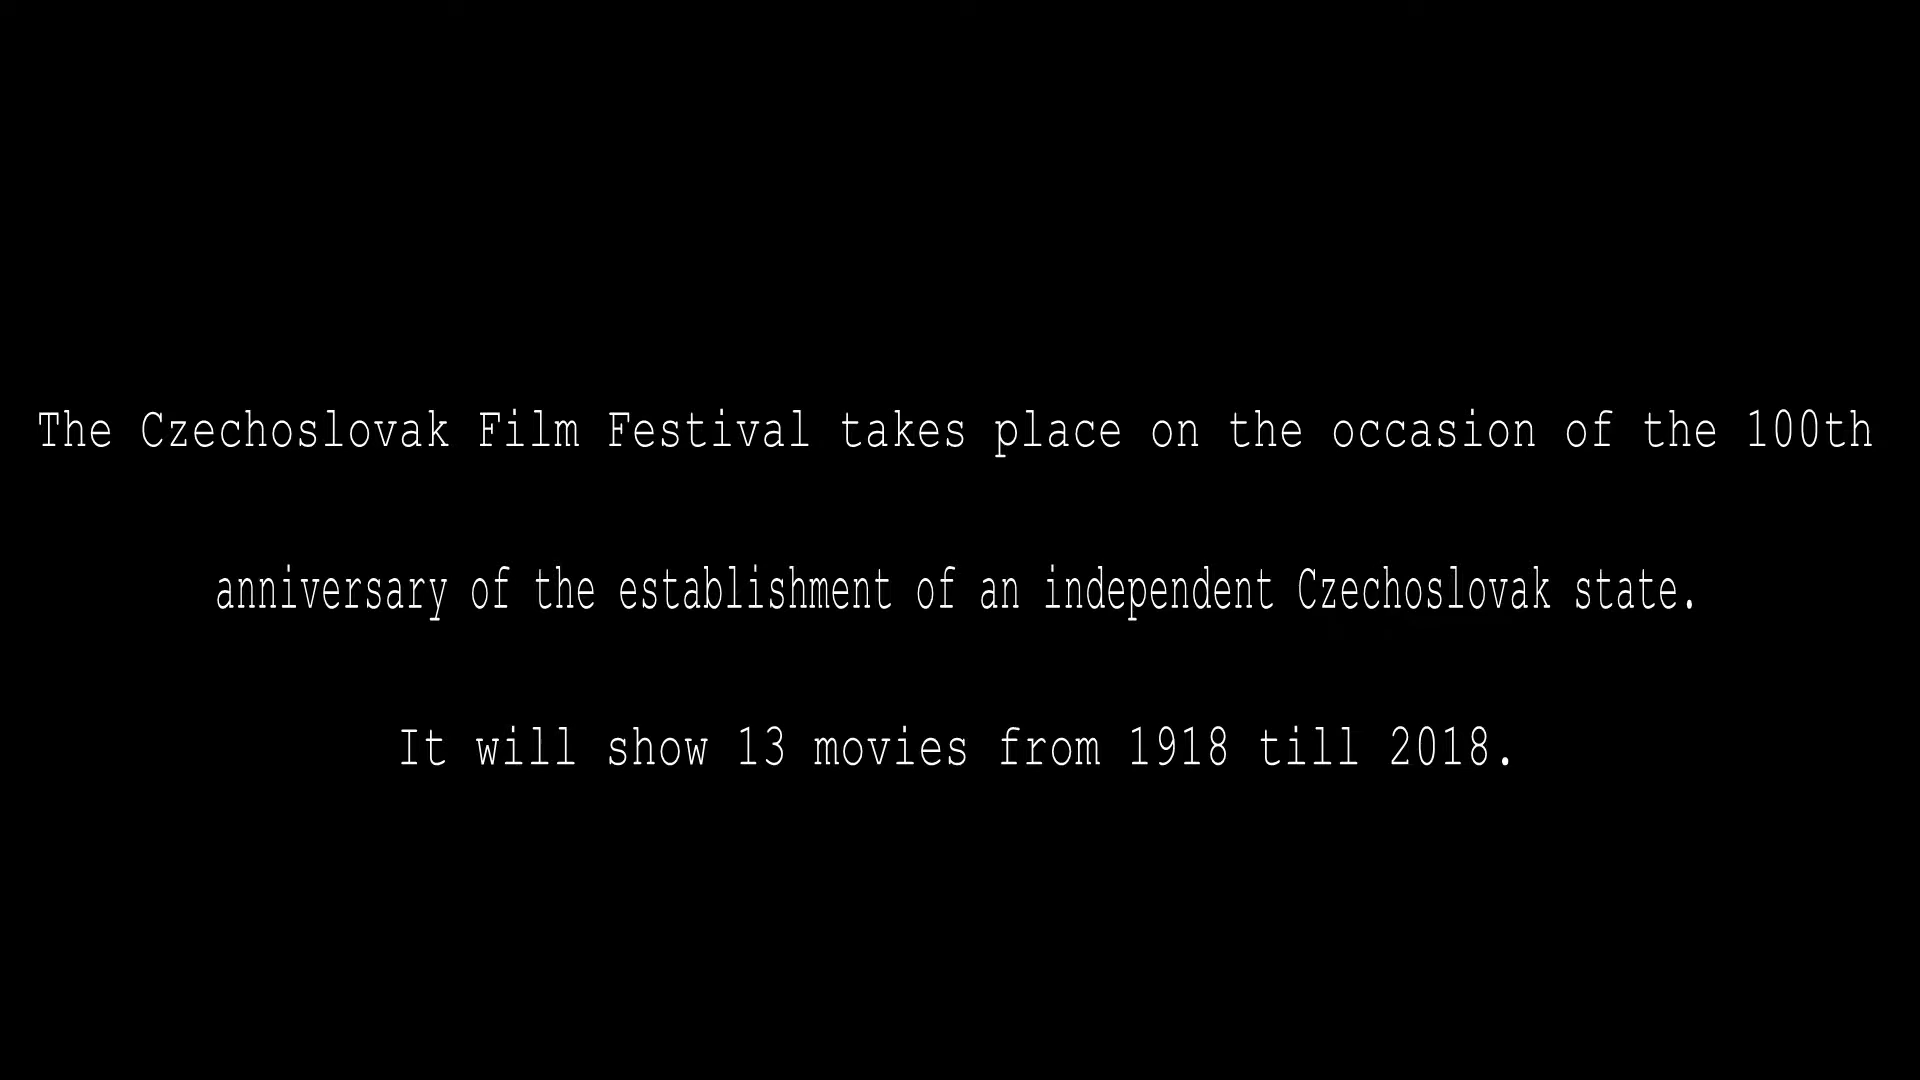 The Czechoslovak Film Festival takes place on the occasion of the 100th
anniversary of the establishment of an independent Czechoslovak state.
It will show 13 movies from 1918 till 2018.